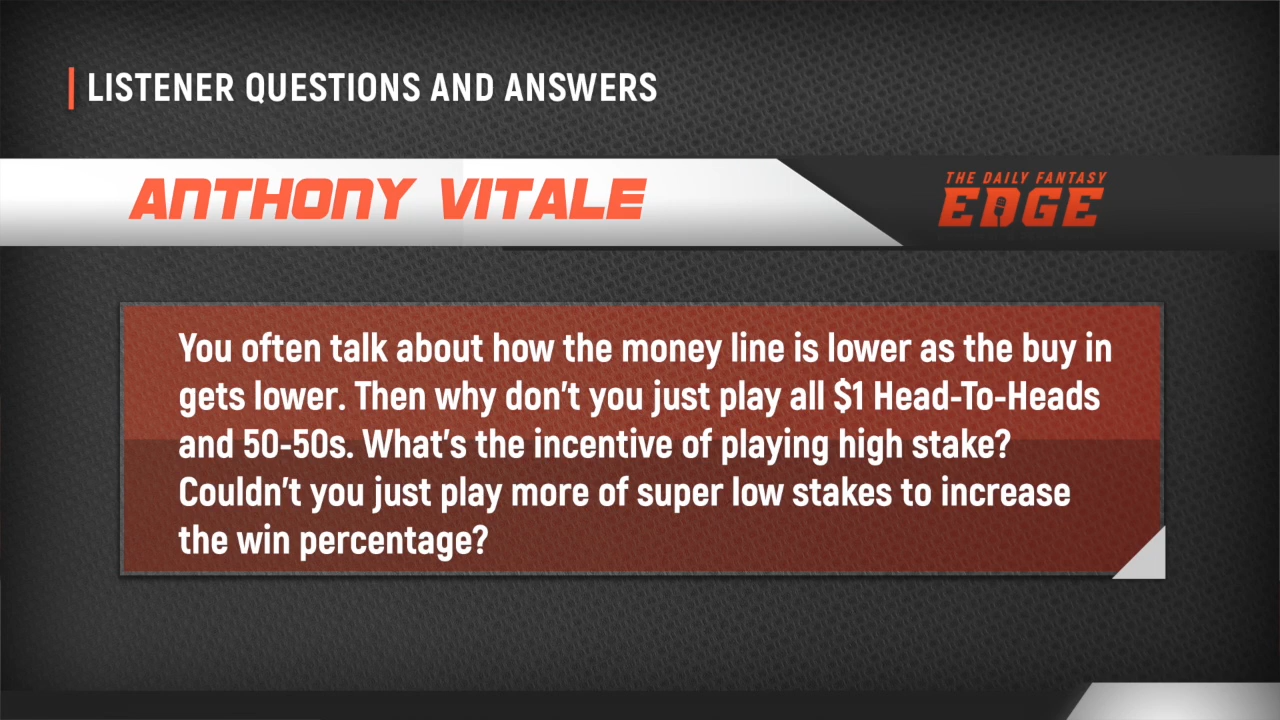 LISTENER QUESTIONS AND ANSWERS
ANTHONY VITALE
THE DAILY FANTASY
EDGE
You often talk about how the money line is lower as the buy in
gets lower. Then why don't you just play all $1 Head-To-Heads
and 50-50s. What's the incentive of playing high stake?
Couldn't you just play more of super low stakes to increase
the win percentage?